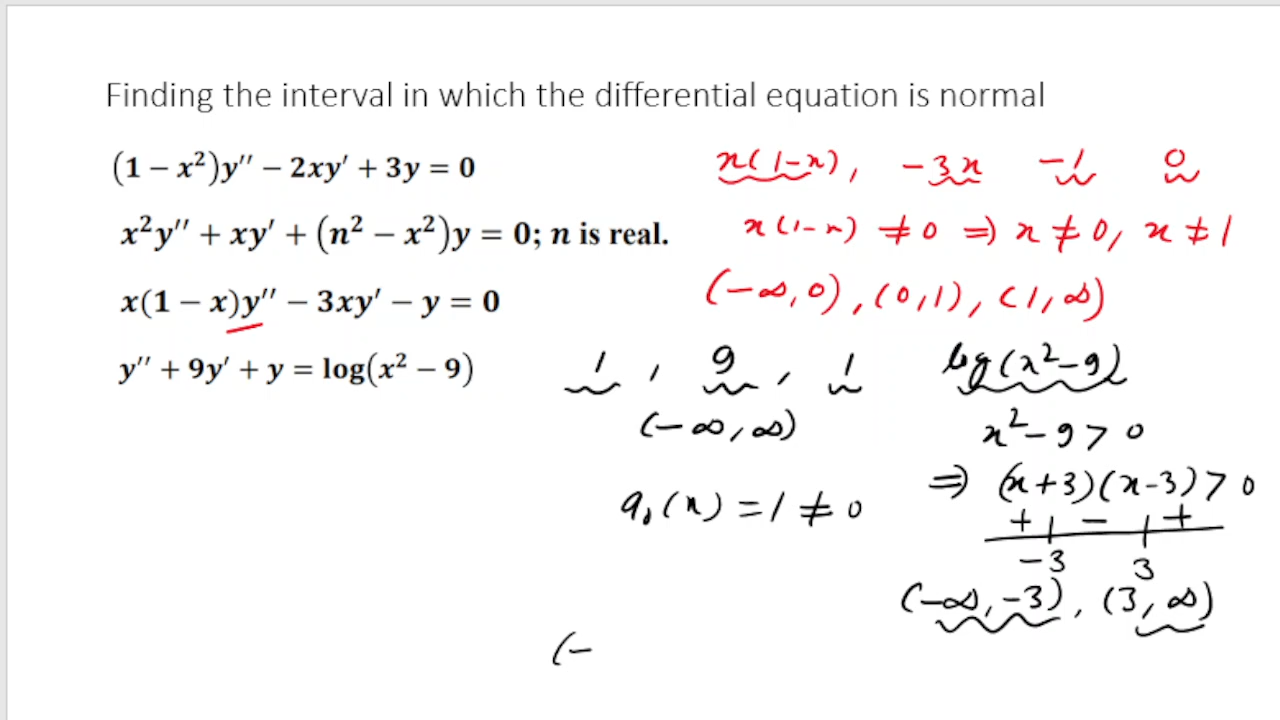 Finding the interval in which the differential equation is normal
(1 − x²)y″ − 2xy′ + 3y = 0
x²y″ + xy′ + (n² − x²)y = 0; n is real.
x(1 − x)y″ − 3xy′ − y = 0
y″ + 9y′ + y = log(x² − 9)
x(1-x), -3x -1 0
x(1-x) ≠ 0 ⇒ x ≠ 0, x ≠ 1
(-∞, 0), (0, 1), (1, ∞)
1, 9, 1 log(x²-9)
(-∞, ∞)
x²-9 > 0
⇒ (x+3)(x-3) > 0
a₀(x) = 1 ≠ 0
+ - +
-3 3
(-∞, -3), (3, ∞)
(-